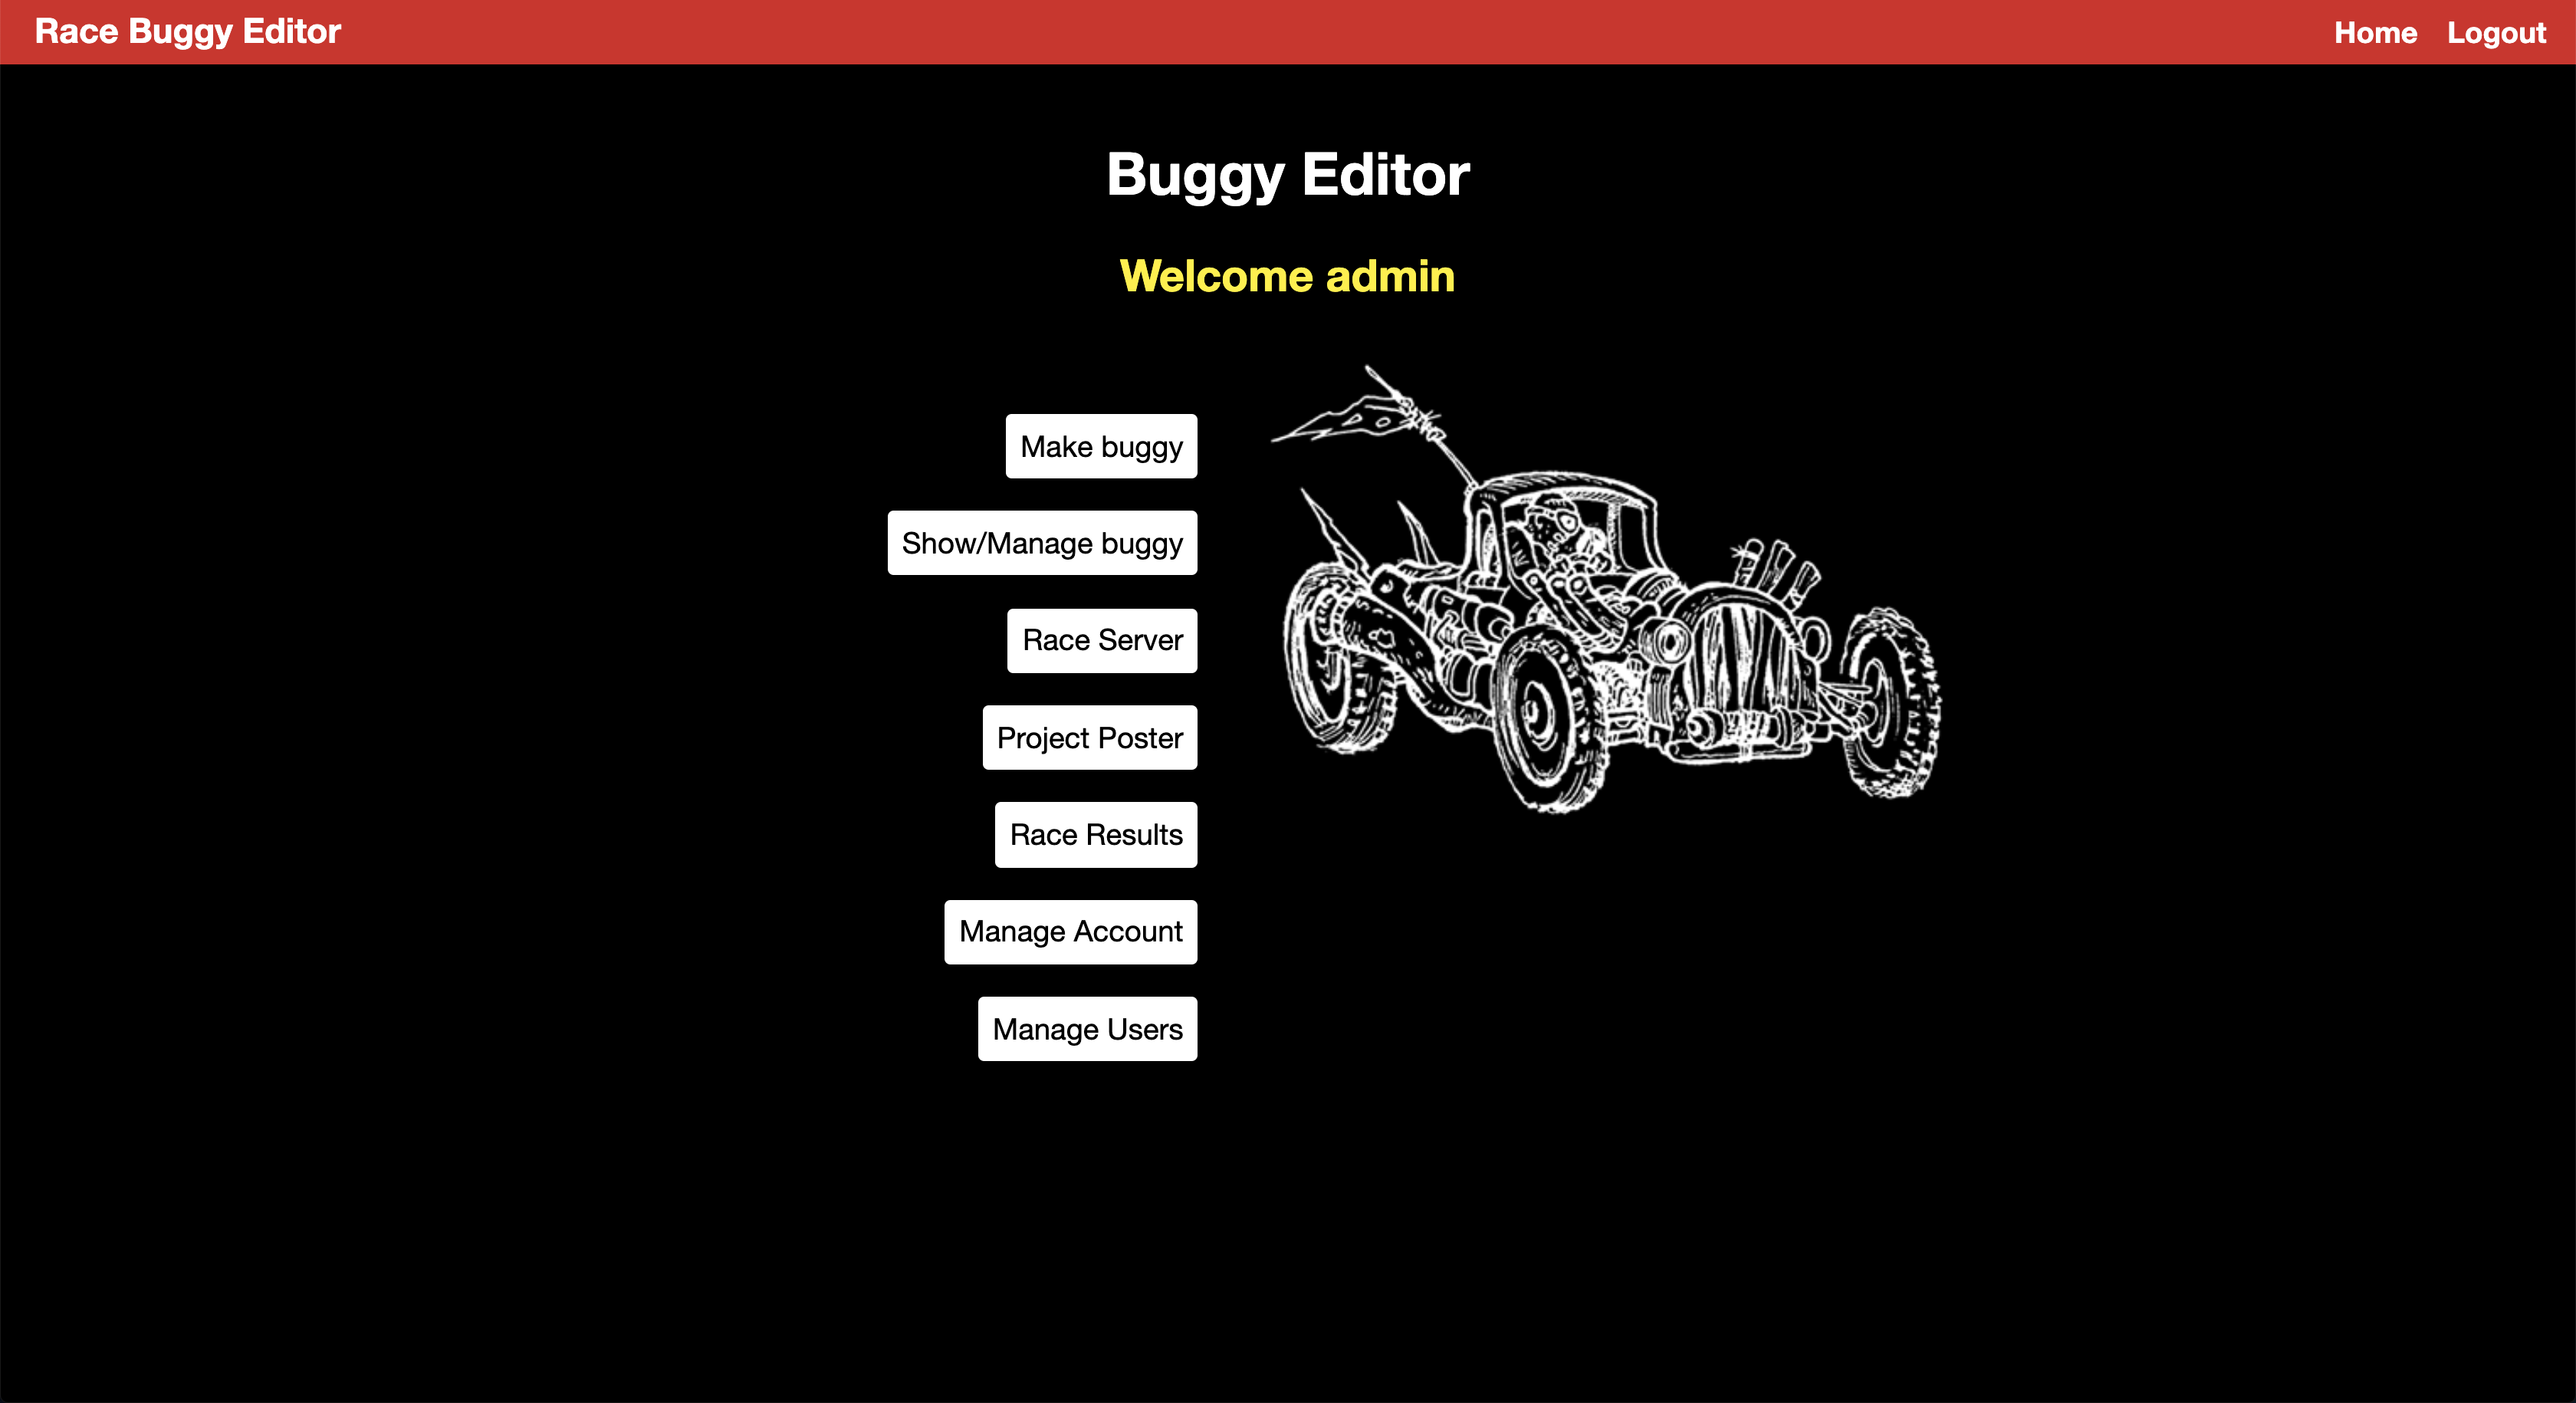 Race Buggy Editor
Home Logout
Buggy Editor
Welcome admin
Make buggy
Show/Manage buggy
Race Server
Project Poster
Race Results
Manage Account
Manage Users